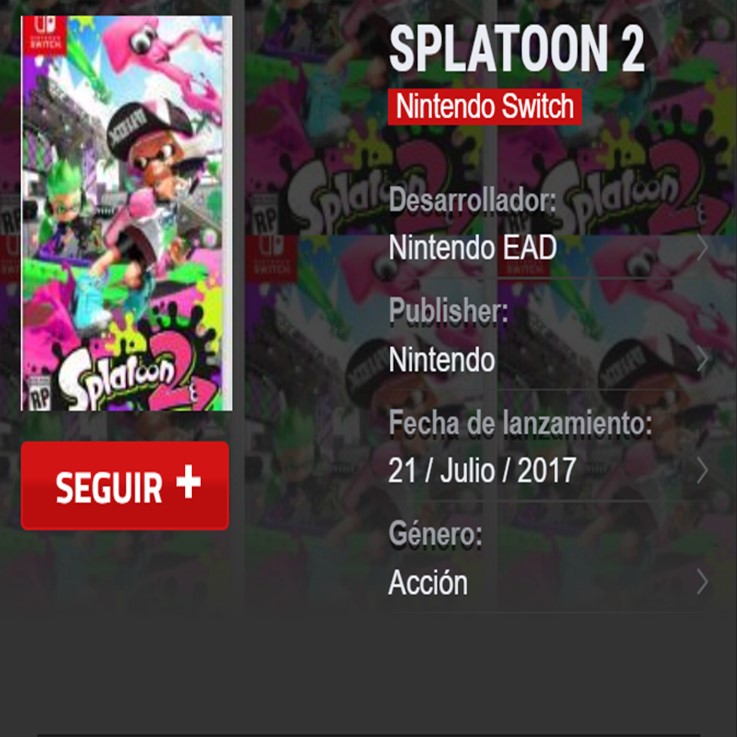 SPLATOON 2
Nintendo Switch
Desarrollador:
Nintendo EAD
Publisher:
Nintendo
Fecha de lanzamiento:
21 / Julio / 2017
Género:
Acción
NINTENDO
SWITCH
Splatoon 2
RP
SEGUIR +